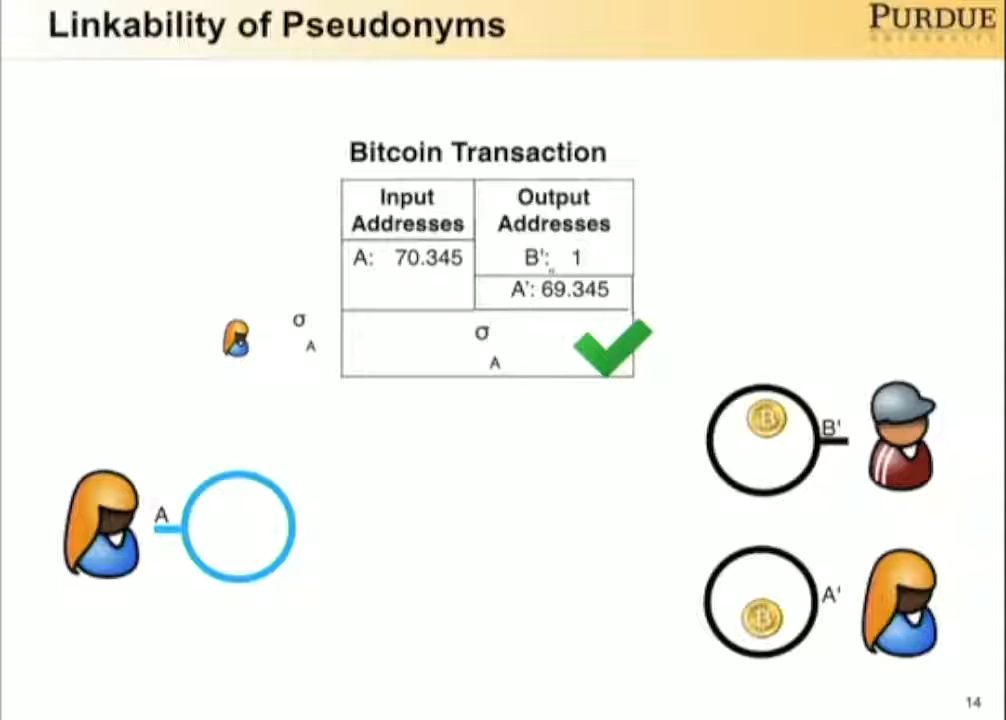 Linkability of Pseudonyms
PURDUE
Bitcoin Transaction
Input Addresses
Output Addresses
A: 70.345
B': 1
A': 69.345
σ
A
σ
A
B'
A
A'
14